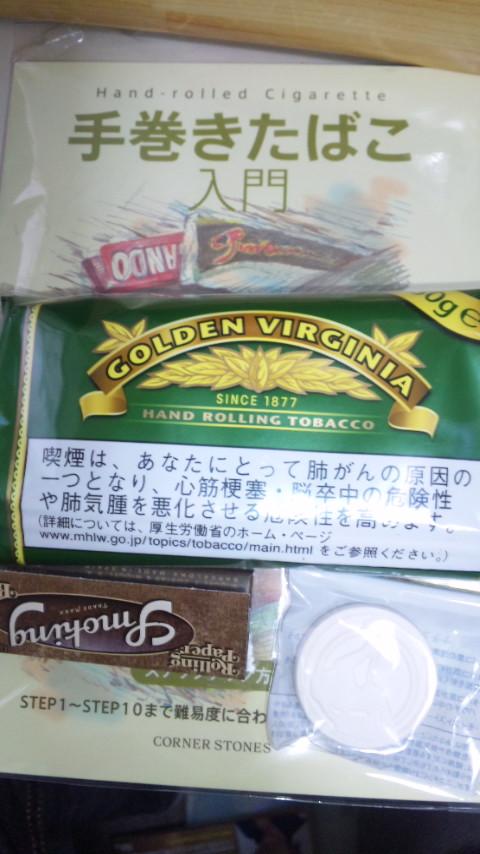 Hand-rolled Cigarette
手巻きたばこ
入門
ANDO
0g e
GOLDEN VIRGINIA
SINCE 1877
HAND ROLLING TOBACCO
喫煙は、あなたにとって肺がんの原因の
一つとなり、心筋梗塞・脳卒中の危険性
や肺気腫を悪化させる危険性を高めます。
(詳細については、厚生労働省のホーム・ページ
www.mhlw.go.jp/topics/tobacco/main.html をご参照ください。)
Smoking
TRADE MARK
Rolling
Papers
STEP1〜STEP10まで難易度に合わ
CORNER STONES